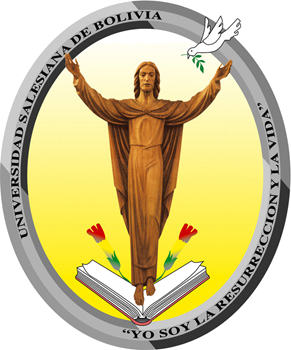 UNIVERSIDAD SALESIANA DE BOLIVIA
“YO SOY LA RESURRECCION Y LA VIDA”